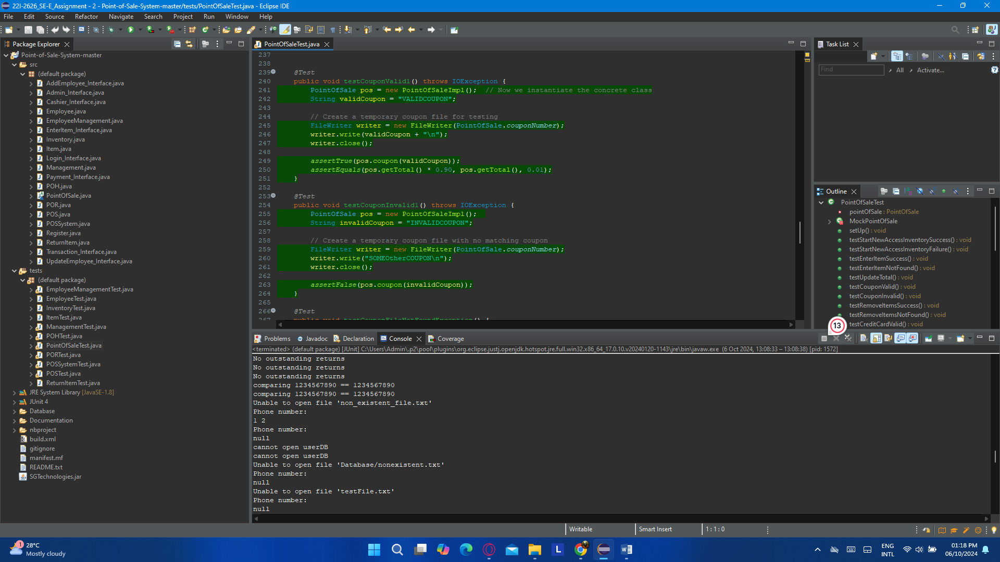 22I-2626_SE-E_Assignment - 2 - Point-of-Sale-System-master/tests/PointOfSaleTest.java - Eclipse IDE
File Edit Source Refactor Navigate Search Project Run Window Help
Package Explorer
Point-of-Sale-System-master
src
(default package)
AddEmployee_Interface.java
Admin_Interface.java
Cashier_Interface.java
Employee.java
EmployeeManagement.java
EnterItem_Interface.java
Inventory.java
Item.java
Login_Interface.java
Management.java
Payment_Interface.java
POH.java
PointOfSale.java
POR.java
POS.java
POSSystem.java
Register.java
ReturnItem.java
Transaction_Interface.java
UpdateEmployee_Interface.java
tests
(default package)
EmployeeManagementTest.java
EmployeeTest.java
InventoryTest.java
ItemTest.java
ManagementTest.java
POHTest.java
PointOfSaleTest.java
PORTest.java
POSSystemTest.java
POSTest.java
ReturnItemTest.java
JRE System Library [JavaSE-1.8]
JUnit 4
Database
Documentation
nbproject
build.xml
gitignore
manifest.mf
README.txt
SGTechnologies.jar
PointOfSaleTest.java
237
238
239 @Test
240 public void testCouponValid1() throws IOException {
241 PointOfSale pos = new PointOfSaleImpl();  // Now we instantiate the concrete class
242 String validCoupon = "VALIDCOUPON";
243
244 // Create a temporary coupon file for testing
245 FileWriter writer = new FileWriter(PointOfSale.couponNumber);
246 writer.write(validCoupon + "\n");
247 writer.close();
248
249 assertTrue(pos.coupon(validCoupon));
250 assertEquals(pos.getTotal() * 0.90, pos.getTotal(), 0.01);
251 }
252
253 @Test
254 public void testCouponInvalid1() throws IOException {
255 PointOfSale pos = new PointOfSaleImpl();
256 String invalidCoupon = "INVALIDCOUPON";
257
258 // Create a temporary coupon file with no matching coupon
259 FileWriter writer = new FileWriter(PointOfSale.couponNumber);
260 writer.write("SOMEOtherCOUPON\n");
261 writer.close();
262
263 assertFalse(pos.coupon(invalidCoupon));
264 }
265
266 @Test
267 public void testCouponFileNotFoundException() {
Task List
Find
All
Activate...
Outline
PointOfSaleTest
pointOfSale : PointOfSale
MockPointOfSale
setUp() : void
testStartNewAccessInventorySuccess() : void
testStartNewAccessInventoryFailure() : void
testEnterItemSuccess() : void
testEnterItemNotFound() : void
testUpdateTotal() : void
testCouponValid() : void
testCouponInvalid() : void
testRemoveItemsSuccess() : void
testRemoveItemsNotFound() : void
testCreditCardValid() : void
13
Problems Javadoc Declaration Console Coverage
<terminated> (default package) [JUnit] C:\Users\Admin\.p2\pool\plugins\org.eclipse.justj.openjdk.hotspot.jre.full.win32.x86_64_17.0.10.v20240120-1143\jre\bin\javaw.exe (6 Oct 2024, 13:08:33 – 13:08:38) [pid: 1572]
No outstanding returns
No outstanding returns
No outstanding returns
comparing 1234567890 == 1234567890
comparing 1234567890 == 1234567890
Unable to open file 'non_existent_file.txt'
Phone number:
1 2
Phone number:
null
cannot open userDB
cannot open userDB
Unable to open file 'Database/nonexistent.txt'
Phone number:
null
Unable to open file 'testFile.txt'
Phone number:
null
Writable
Smart Insert
1 : 1 : 0
1
28°C
Mostly cloudy
L
ENG
INTL
01:18 PM
06/10/2024